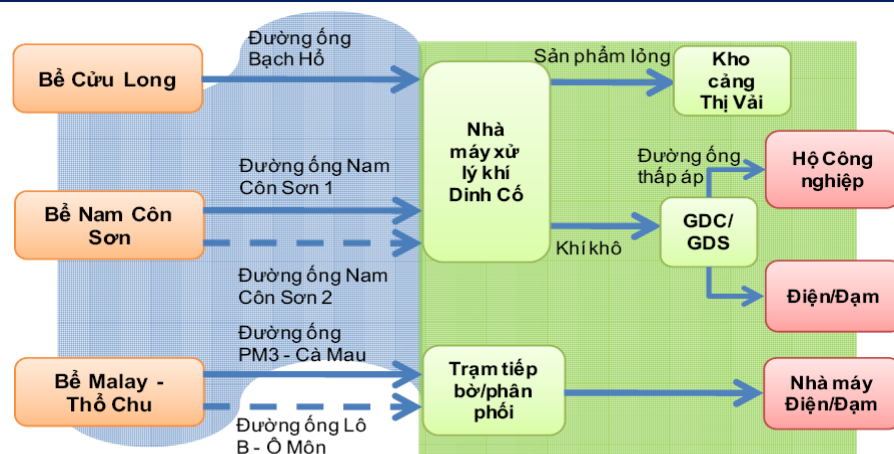 Bể Cửu Long
Đường ống
Bạch Hổ
Sản phẩm lỏng
Kho
cảng
Thị Vải
Nhà
máy xử
lý khí
Dinh Cố
Đường ống Nam
Côn Sơn 1
Bể Nam Côn
Sơn
Đường ống Nam
Côn Sơn 2
Khí khô
GDC/
GDS
Đường ống
thấp áp
Hộ Công
nghiệp
Điện/Đạm
Đường ống
PM3 - Cà Mau
Bể Malay -
Thổ Chu
Đường ống Lô
B - Ô Môn
Trạm tiếp
bờ/phân
phối
Nhà máy
Điện/Đạm